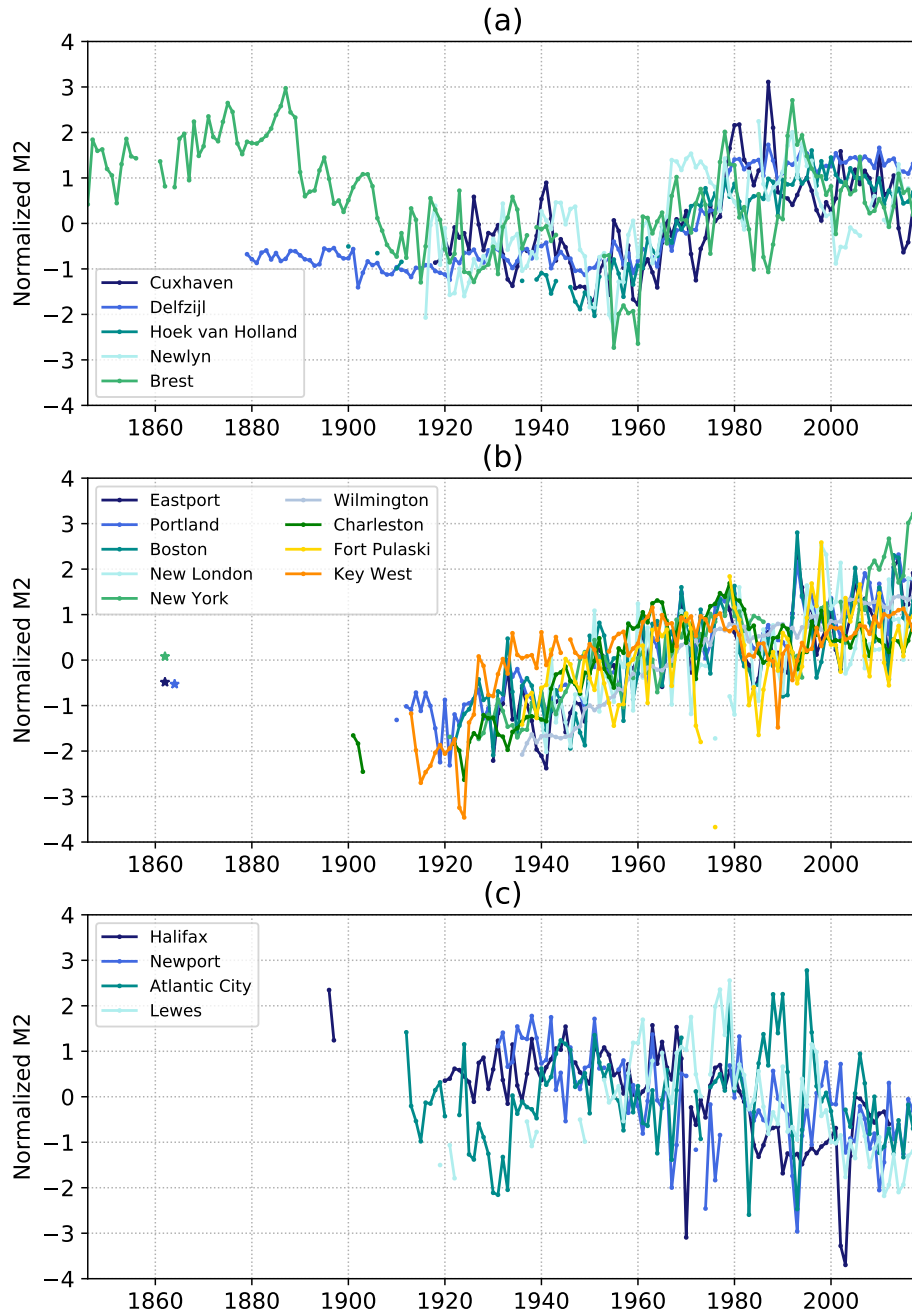 (a)
Normalized M2
4
3
2
1
0
−1
−2
−3
−4
Cuxhaven
Delfzijl
Hoek van Holland
Newlyn
Brest
1860 1880 1900 1920 1940 1960 1980 2000
(b)
Normalized M2
4
3
2
1
0
−1
−2
−3
−4
Eastport
Portland
Boston
New London
New York
Wilmington
Charleston
Fort Pulaski
Key West
1860 1880 1900 1920 1940 1960 1980 2000
(c)
Normalized M2
4
3
2
1
0
−1
−2
−3
−4
Halifax
Newport
Atlantic City
Lewes
1860 1880 1900 1920 1940 1960 1980 2000